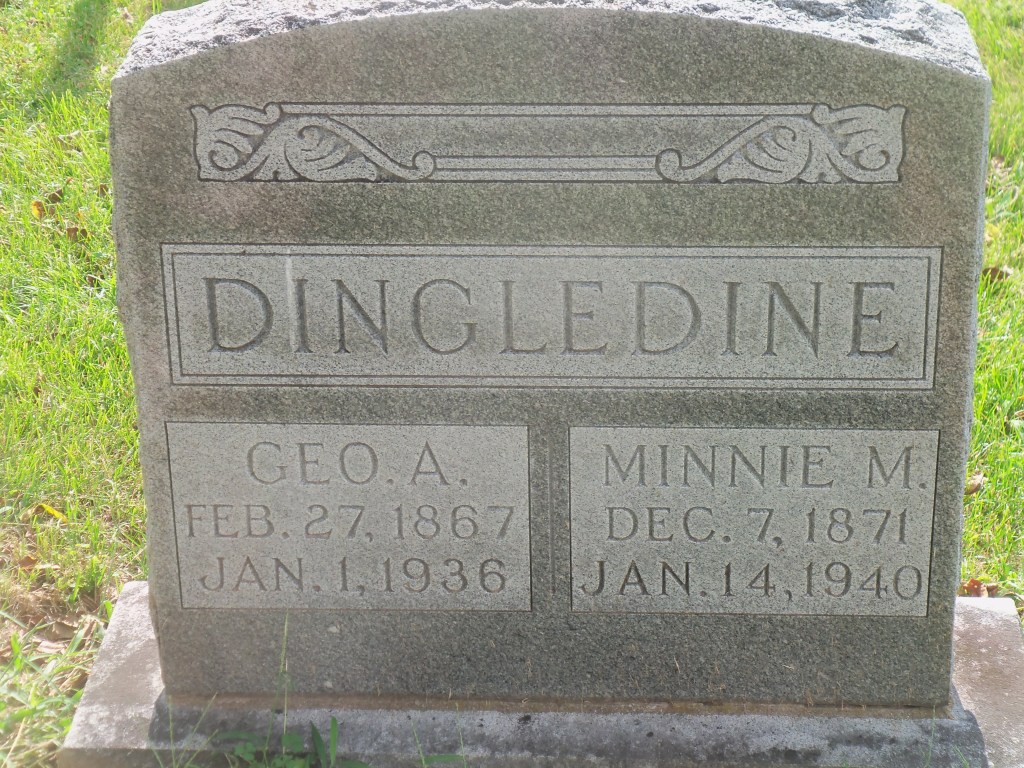 DINGLEDINE
GEO. A.
FEB. 27, 1867
JAN. 1, 1936
MINNIE M.
DEC. 7, 1871
JAN. 14, 1940